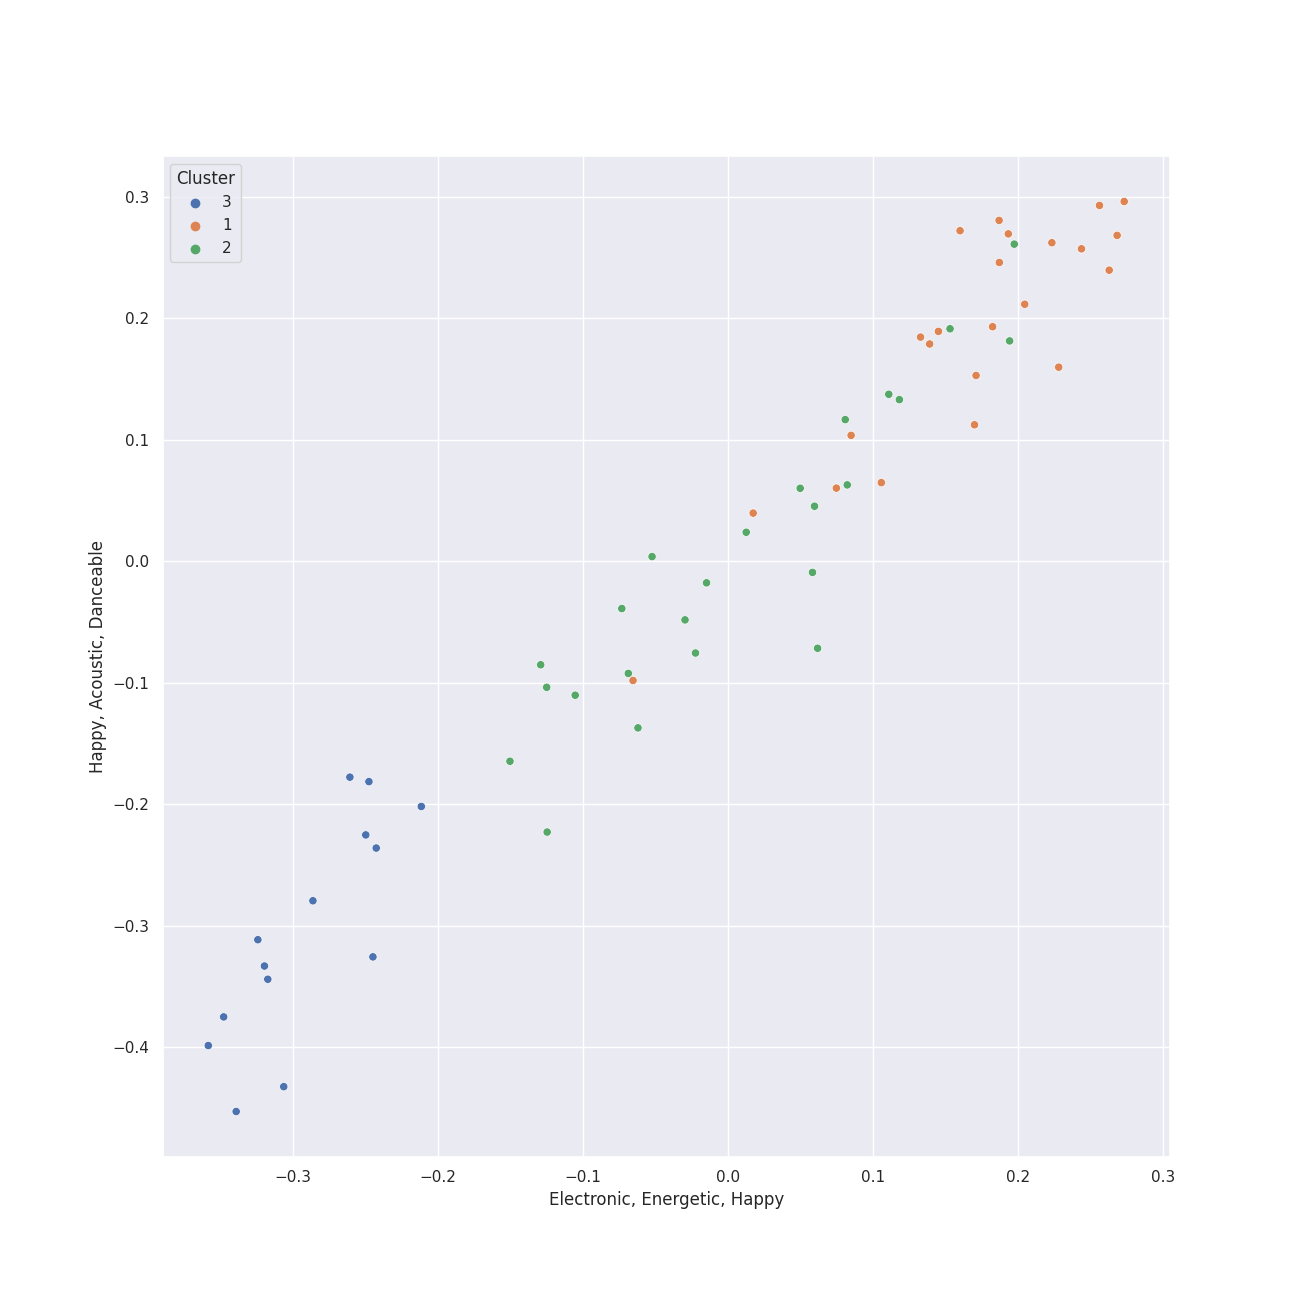 Cluster
3
1
2
0.3
0.2
0.1
0.0
−0.1
−0.2
−0.3
−0.4
Happy, Acoustic, Danceable
−0.3 −0.2 −0.1 0.0 0.1 0.2 0.3
Electronic, Energetic, Happy